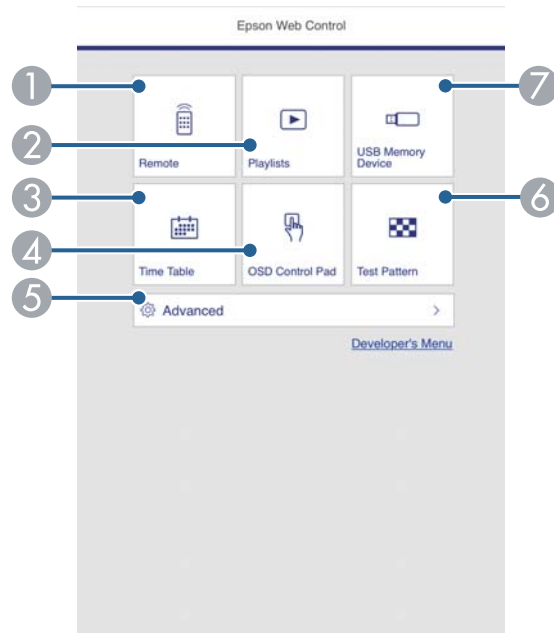 Epson Web Control
1
7
2
Remote
Playlists
USB Memory
Device
3
6
4
Time Table
OSD Control Pad
Test Pattern
5
Advanced
Developer's Menu